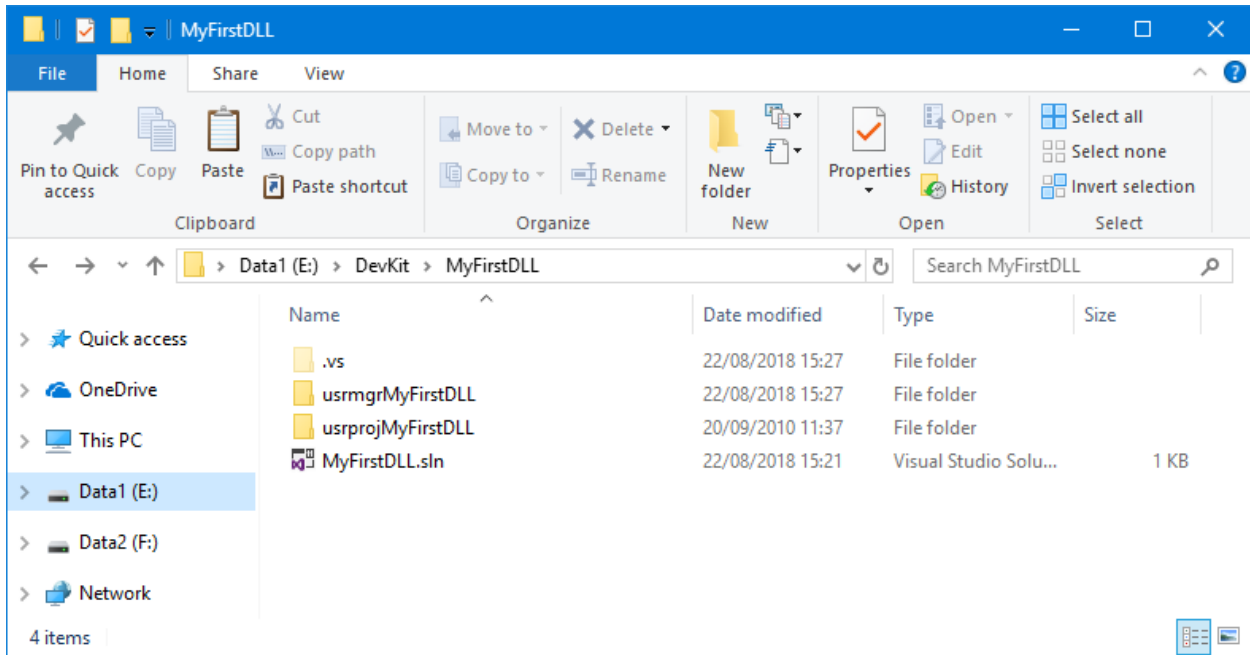 MyFirstDLL
File Home Share View
Pin to Quick access
Copy
Paste
Cut
Copy path
Paste shortcut
Clipboard
Move to
Copy to
Delete
Rename
Organize
New folder
New
Properties
Open
Edit
History
Open
Select all
Select none
Invert selection
Select
Data1 (E:) > DevKit > MyFirstDLL
Search MyFirstDLL
Quick access
OneDrive
This PC
Data1 (E:)
Data2 (F:)
Network
Name Date modified Type Size
.vs 22/08/2018 15:27 File folder
usrmgrMyFirstDLL 22/08/2018 15:27 File folder
usrprojMyFirstDLL 20/09/2010 11:37 File folder
MyFirstDLL.sln 22/08/2018 15:21 Visual Studio Solu... 1 KB
4 items